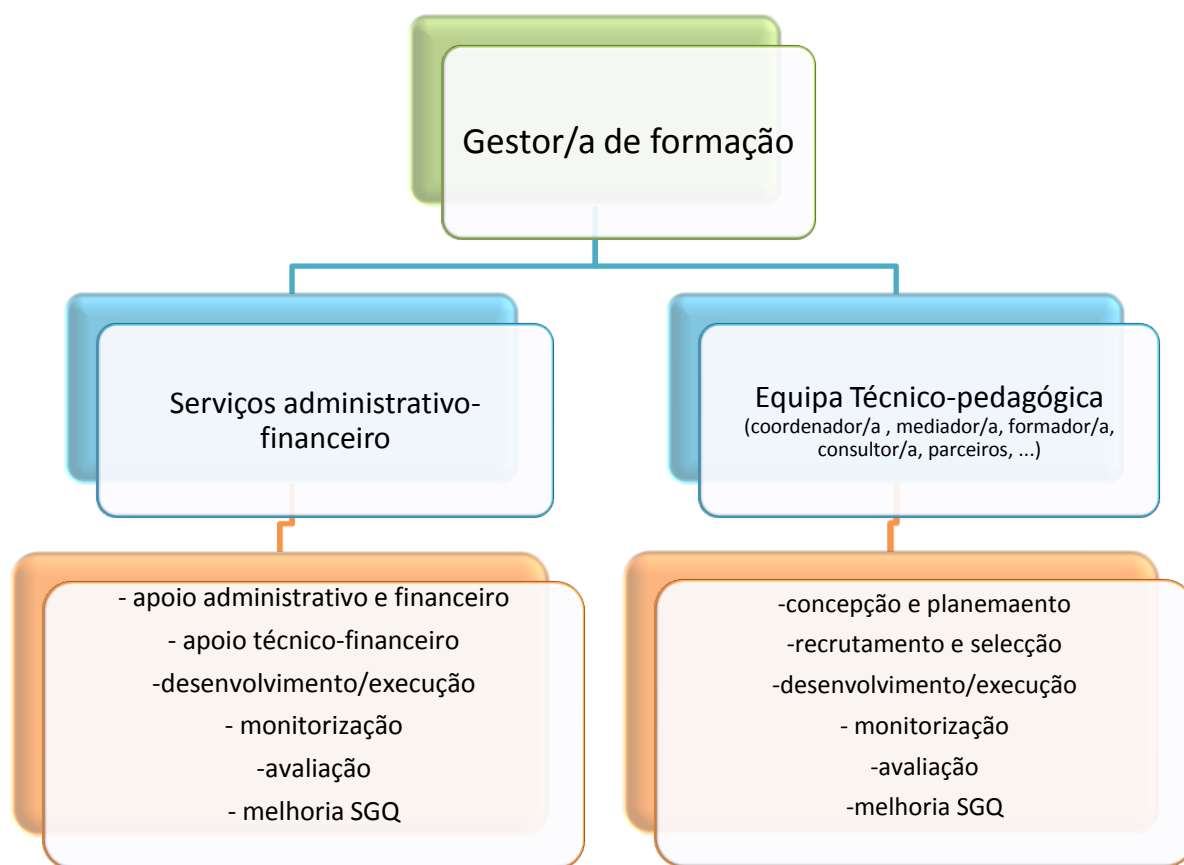 Gestor/a de formação
Serviços administrativo-
financeiro
Equipa Técnico-pedagógica
(coordenador/a , mediador/a, formador/a,
consultor/a, parceiros, ...)
- apoio administrativo e financeiro
- apoio técnico-financeiro
-desenvolvimento/execução
- monitorização
-avaliação
- melhoria SGQ
-concepção e planemaento
-recrutamento e selecção
-desenvolvimento/execução
- monitorização
-avaliação
-melhoria SGQ